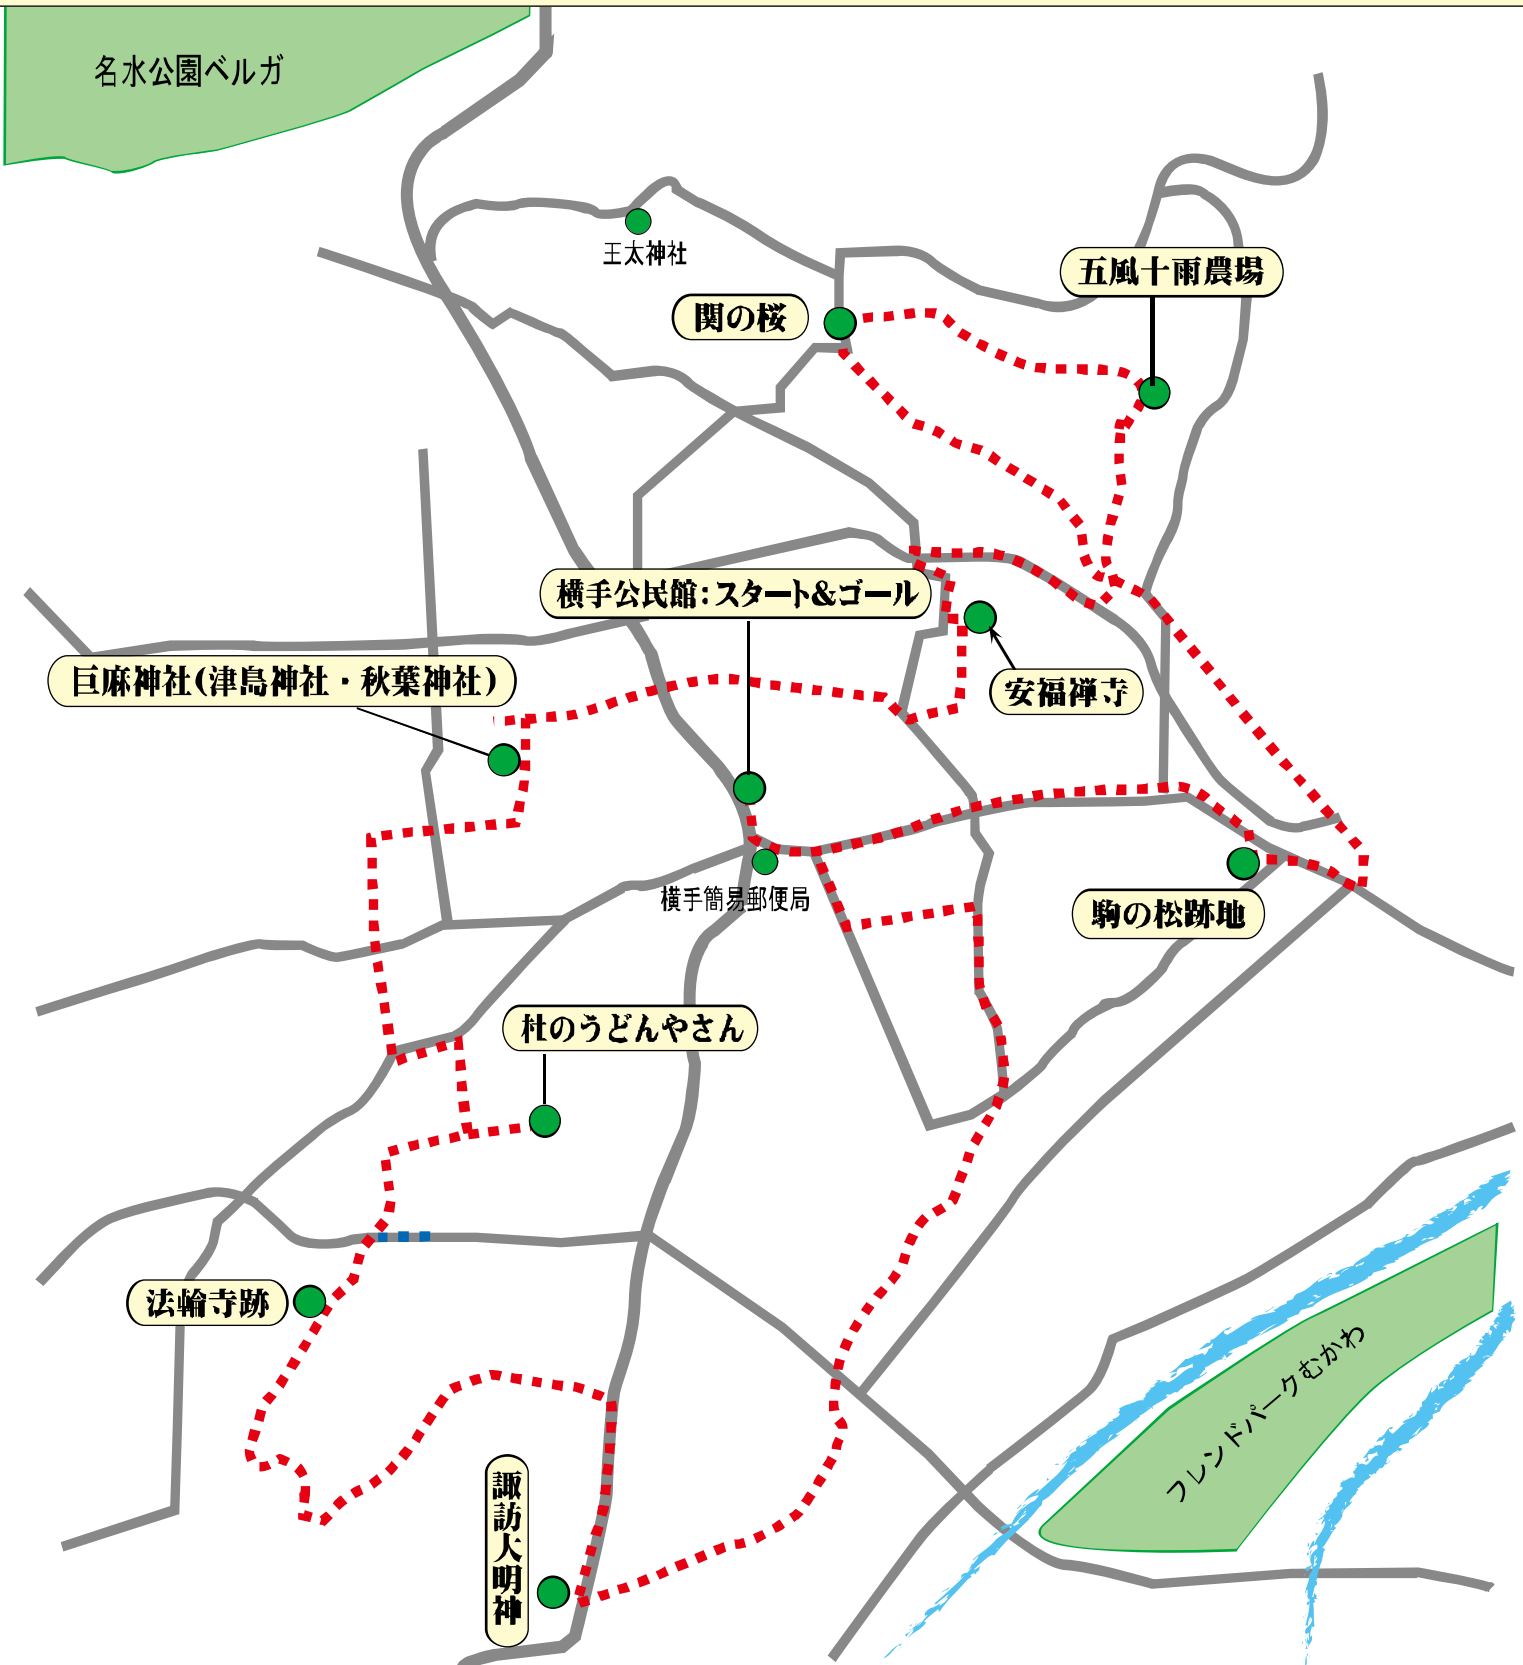 名水公園ベルガ
王太神社
五風十雨農場
関の桜
横手公民館:スタート&ゴール
安福禅寺
巨麻神社(津島神社・秋葉神社)
横手簡易郵便局
駒の松跡地
杜のうどんやさん
法輪寺跡
フレンドパークむかわ
諏訪大明神